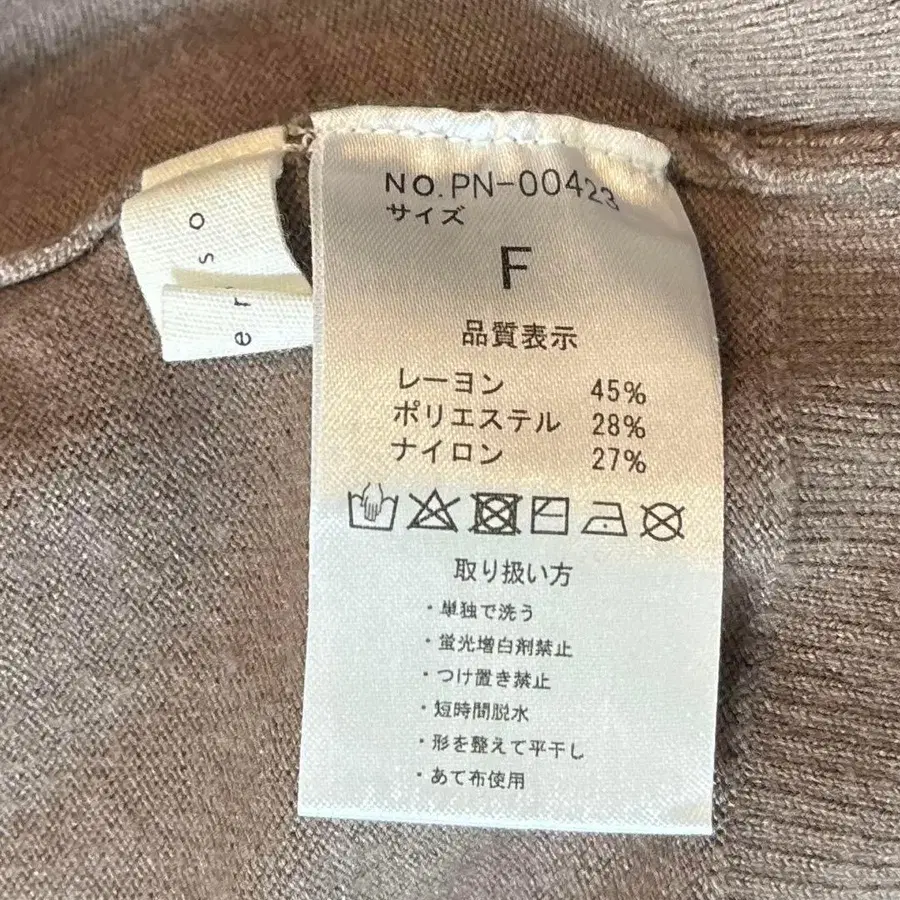 NO.PN-00423
サイズ
F
品質表示
レーヨン 45%
ポリエステル 28%
ナイロン 27%
取り扱い方
・単独で洗う
・蛍光増白剤禁止
・つけ置き禁止
・短時間脱水
・形を整えて平干し
・あて布使用